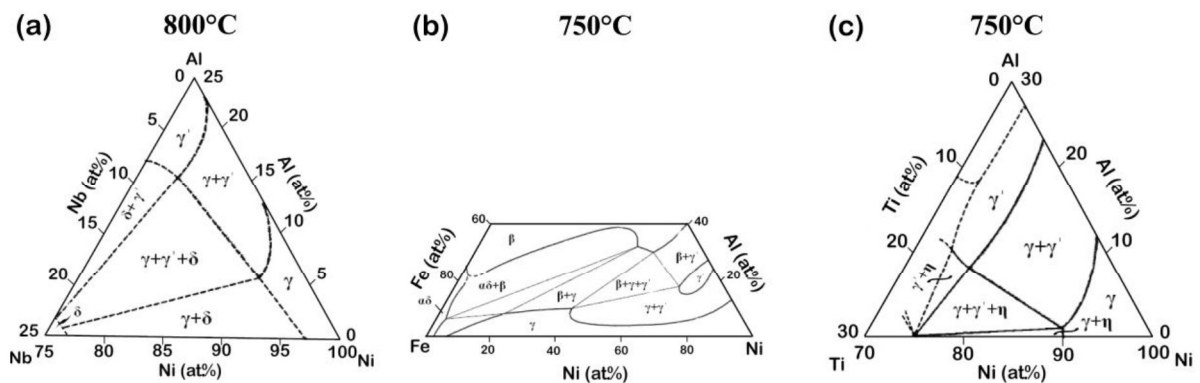 (a) 800°C
Al
0 25
5 20
γ'
Nb (at%)
10 15
Al (at%)
γ+γ'
δ+γ'
15 10
γ+γ'+δ
20 γ 5
δ γ+δ
25 0
Nb 75 80 85 90 95 100 Ni
Ni (at%)
(b) 750°C
60 40
β
Fe (at%)
Al (at%)
80 β+γ' 20
αδ αδ+β β+γ β+γ+γ' γ'
γ+γ'
γ
Fe 20 40 60 80 Ni
Ni (at%)
(c) 750°C
Al
0 30
10 20
Ti (at%)
Al (at%)
γ'
γ+γ'
20 10
γ'+η
γ+γ'+η γ
γ+η
30 0
Ti 70 80 90 100 Ni
Ni (at%)